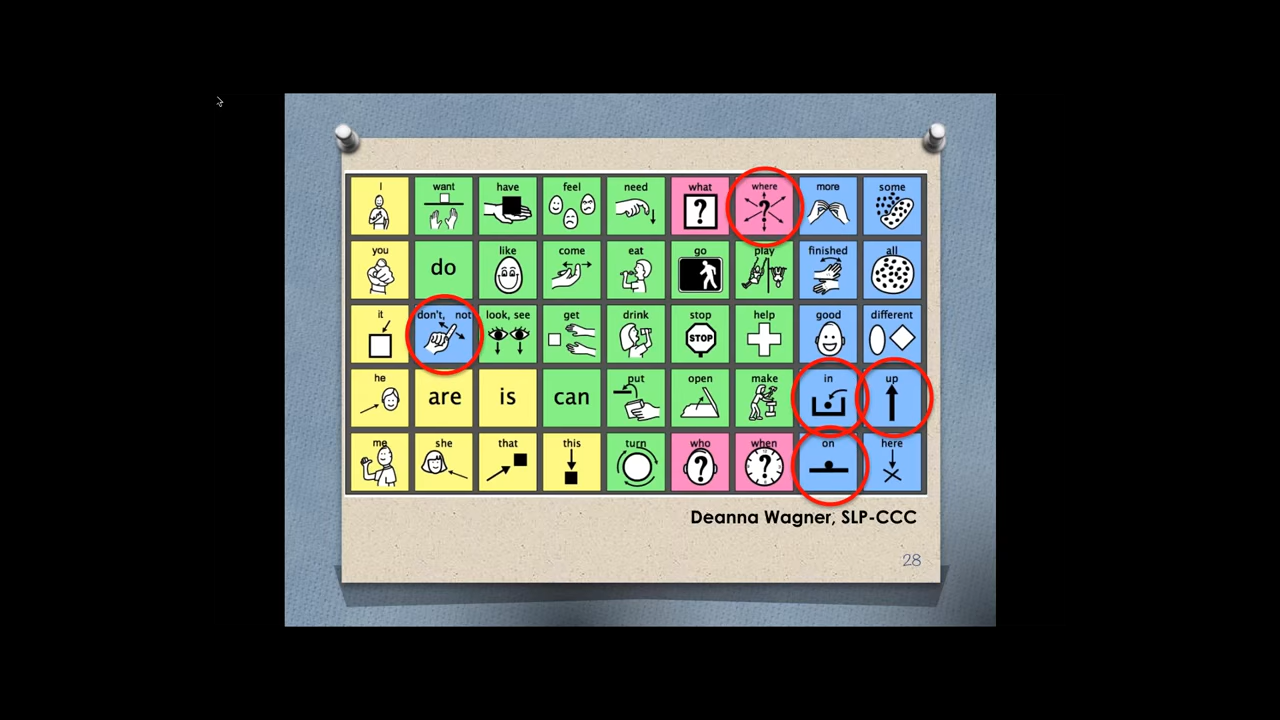 I want have feel need what where more some
you do like come eat go play finished all
it don't, not look, see get drink stop help good different
STOP
he are is can put open make in up
me she that this turn who when on here
Deanna Wagner, SLP-CCC
28